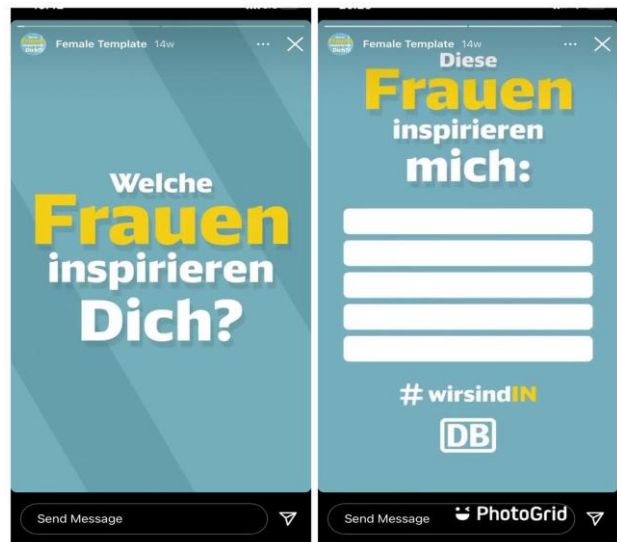 Female Template 14w
Welche
Frauen
inspirieren
Dich?
Send Message
Female Template 14w
Diese
Frauen
inspirieren
mich:
# wirsindIN
DB
Send Message
PhotoGrid